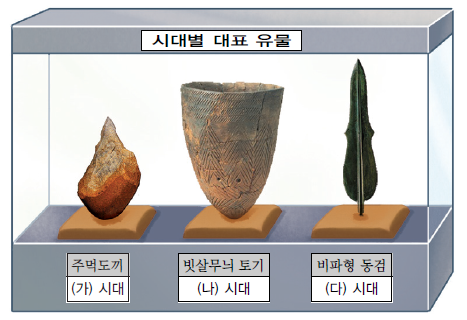 시대별 대표 유물
주먹도끼
(가) 시대
빗살무늬 토기
(나) 시대
비파형 동검
(다) 시대